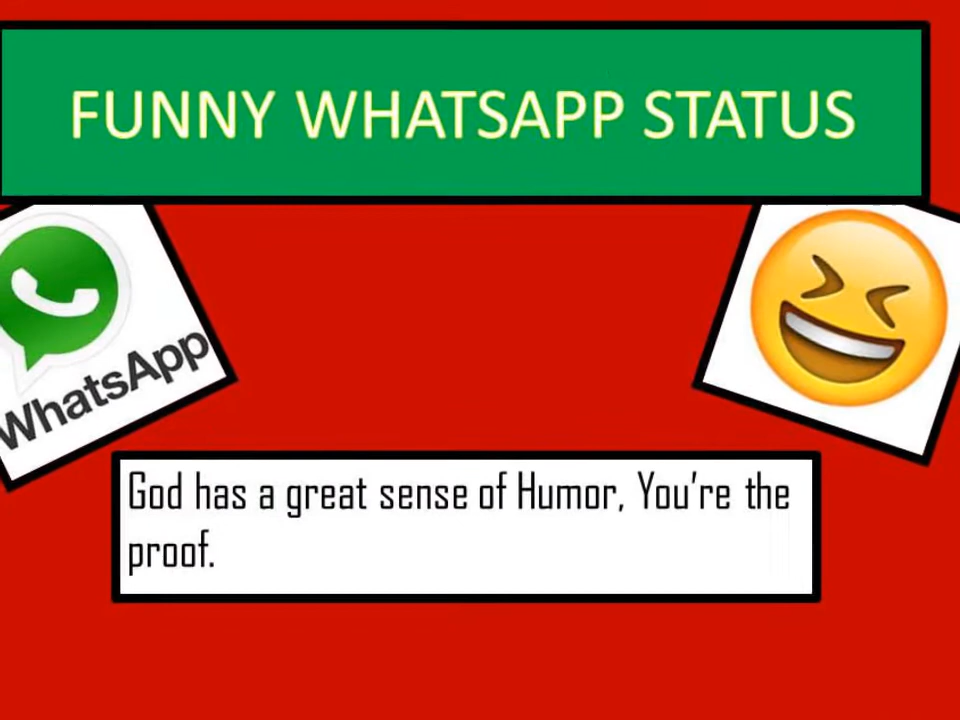 FUNNY WHATSAPP STATUS
WhatsApp
God has a great sense of Humor, You’re the
proof.